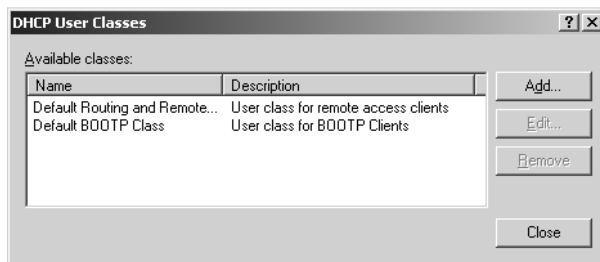 DHCP User Classes
Available classes:
Name Description
Default Routing and Remote... User class for remote access clients
Default BOOTP Class User class for BOOTP Clients
Add...
Edit...
Remove
Close